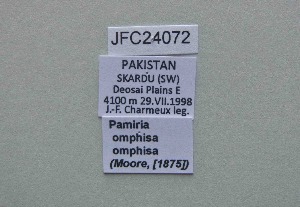 JFC24072
PAKISTAN
SKARDU (SW)
Deosai Plains E
4100 m 29.VII.1998
J.-F. Charmeux leg.
Pamiria
omphisa
omphisa
(Moore, [1875])